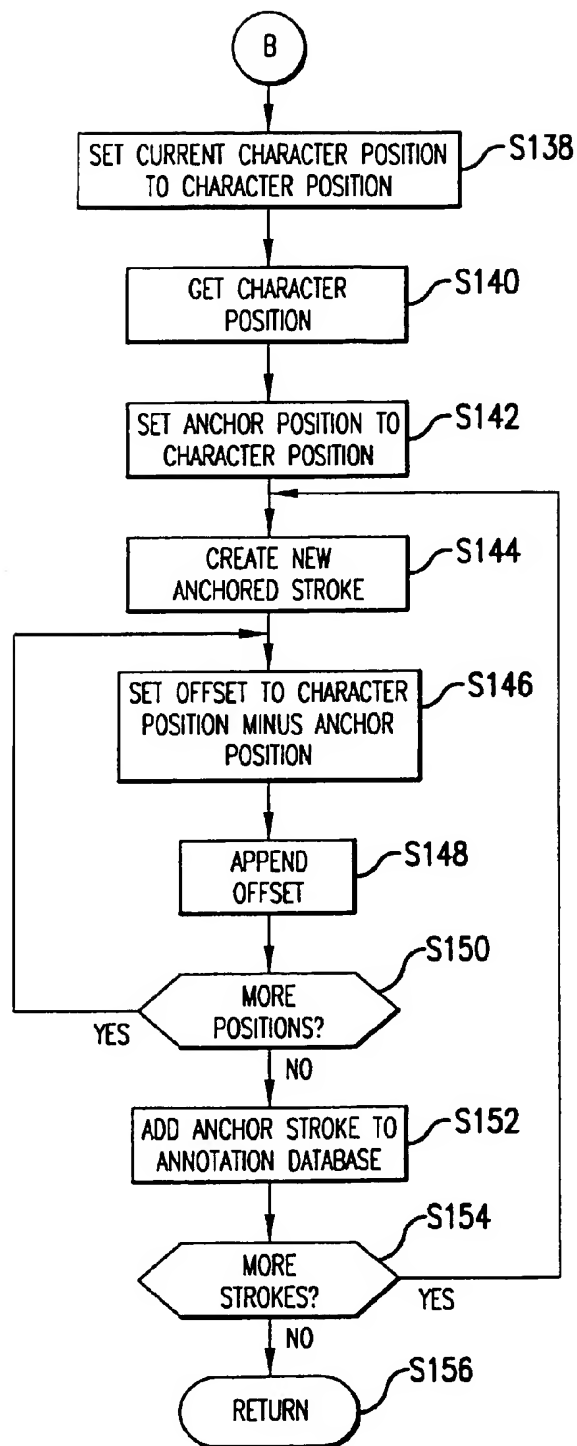 B
SET CURRENT CHARACTER POSITION
TO CHARACTER POSITION
S138
GET CHARACTER
POSITION
S140
SET ANCHOR POSITION TO
CHARACTER POSITION
S142
CREATE NEW
ANCHORED STROKE
S144
SET OFFSET TO CHARACTER
POSITION MINUS ANCHOR
POSITION
S146
APPEND
OFFSET
S148
MORE
POSITIONS?
S150
YES
NO
ADD ANCHOR STROKE TO
ANNOTATION DATABASE
S152
MORE
STROKES?
S154
YES
NO
RETURN
S156